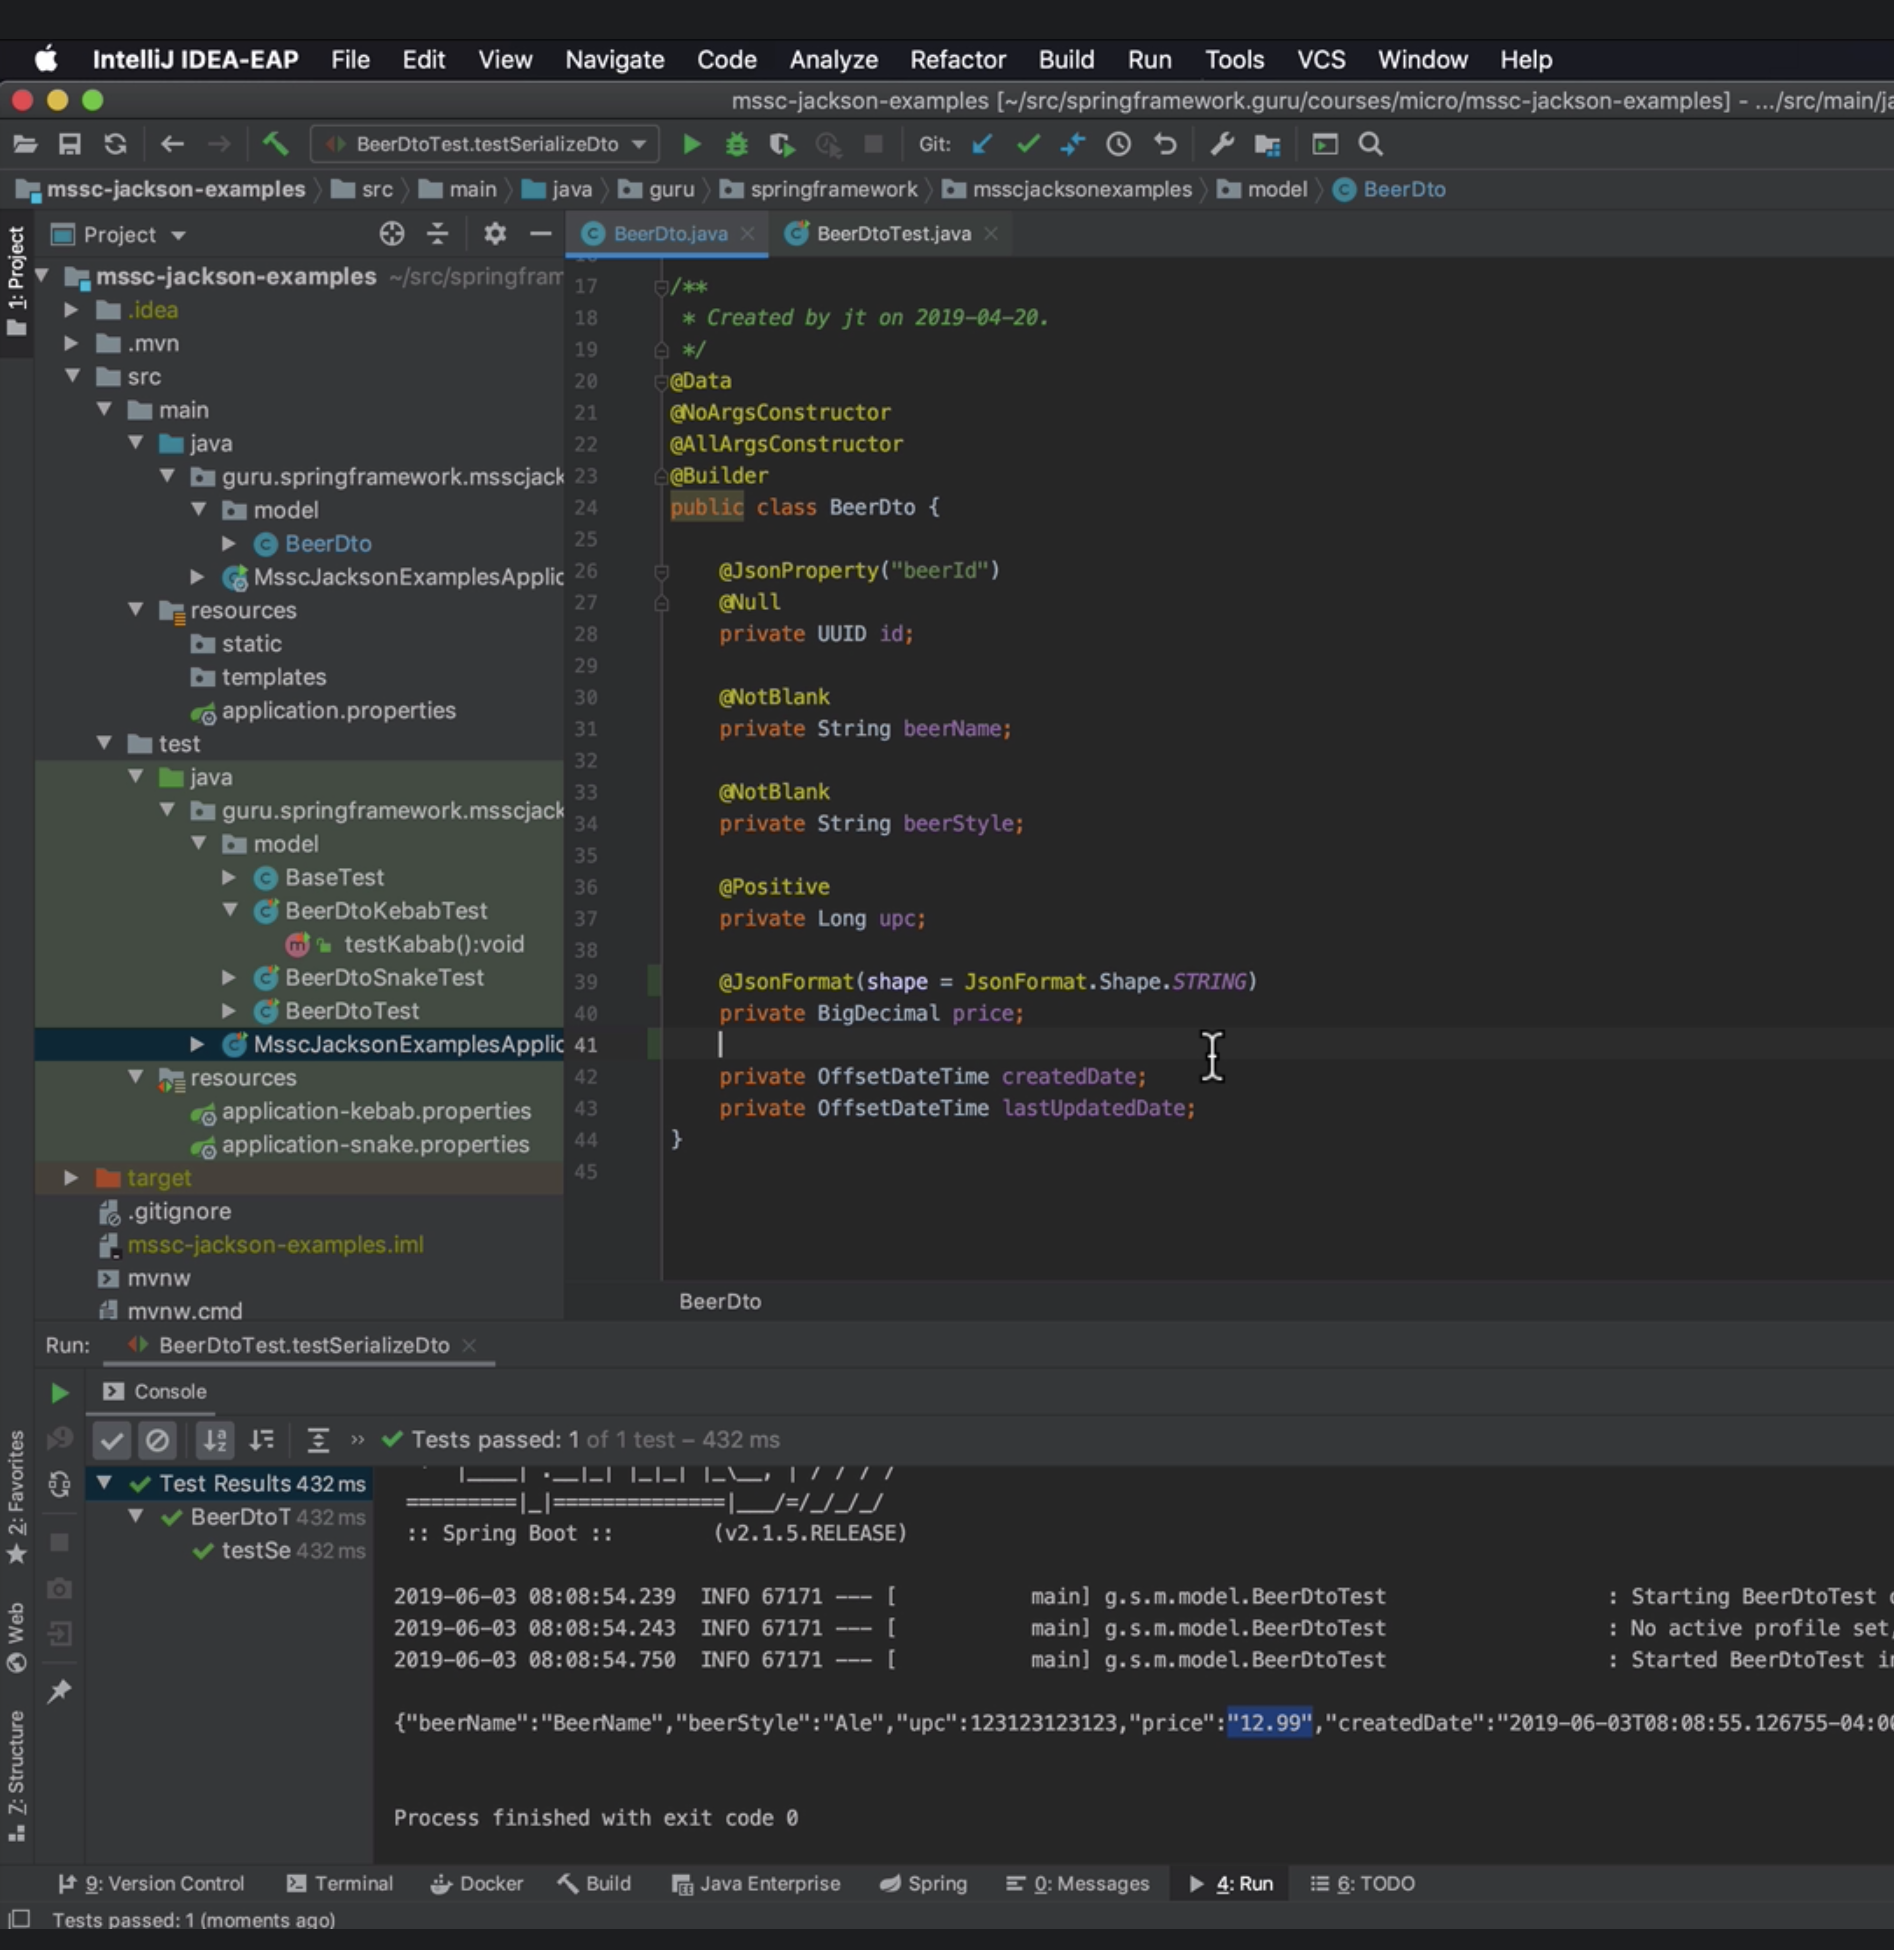 IntelliJ IDEA-EAP File Edit View Navigate Code Analyze Refactor Build Run Tools VCS Window Help
mssc-jackson-examples [~/src/springframework.guru/courses/micro/mssc-jackson-examples] - .../src/main/ja
BeerDtoTest.testSerializeDto Git:
mssc-jackson-examples src main java guru springframework msscjacksonexamples model BeerDto
1: Project
Project
BeerDto.java BeerDtoTest.java
mssc-jackson-examples ~/src/springfram
.idea
.mvn
src
main
java
guru.springframework.msscjack
model
BeerDto
MsscJacksonExamplesApplic
resources
static
templates
application.properties
test
java
guru.springframework.msscjack
model
BaseTest
BeerDtoKebabTest
testKabab():void
BeerDtoSnakeTest
BeerDtoTest
MsscJacksonExamplesApplic
resources
application-kebab.properties
application-snake.properties
target
.gitignore
mssc-jackson-examples.iml
mvnw
mvnw.cmd
17 /**
18 * Created by jt on 2019-04-20.
19 */
20 @Data
21 @NoArgsConstructor
22 @AllArgsConstructor
23 @Builder
24 public class BeerDto {
25
26 @JsonProperty("beerId")
27 @Null
28 private UUID id;
29
30 @NotBlank
31 private String beerName;
32
33 @NotBlank
34 private String beerStyle;
35
36 @Positive
37 private Long upc;
38
39 @JsonFormat(shape = JsonFormat.Shape.STRING)
40 private BigDecimal price;
41
42 private OffsetDateTime createdDate;
43 private OffsetDateTime lastUpdatedDate;
44 }
45
BeerDto
Run: BeerDtoTest.testSerializeDto
Console
Tests passed: 1 of 1 test – 432 ms
Test Results 432 ms
BeerDtoT 432 ms
testSe 432 ms
=========|_|==============|___/=/_/_/_/
:: Spring Boot :: (v2.1.5.RELEASE)
2019-06-03 08:08:54.239 INFO 67171 --- [ main] g.s.m.model.BeerDtoTest : Starting BeerDtoTest
2019-06-03 08:08:54.243 INFO 67171 --- [ main] g.s.m.model.BeerDtoTest : No active profile set,
2019-06-03 08:08:54.750 INFO 67171 --- [ main] g.s.m.model.BeerDtoTest : Started BeerDtoTest in
{"beerName":"BeerName","beerStyle":"Ale","upc":123123123123,"price":"12.99","createdDate":"2019-06-03T08:08:55.126755-04:00
Process finished with exit code 0
2: Favorites
Web
Z: Structure
9: Version Control Terminal Docker Build Java Enterprise Spring 0: Messages 4: Run 6: TODO
Tests passed: 1 (moments ago)